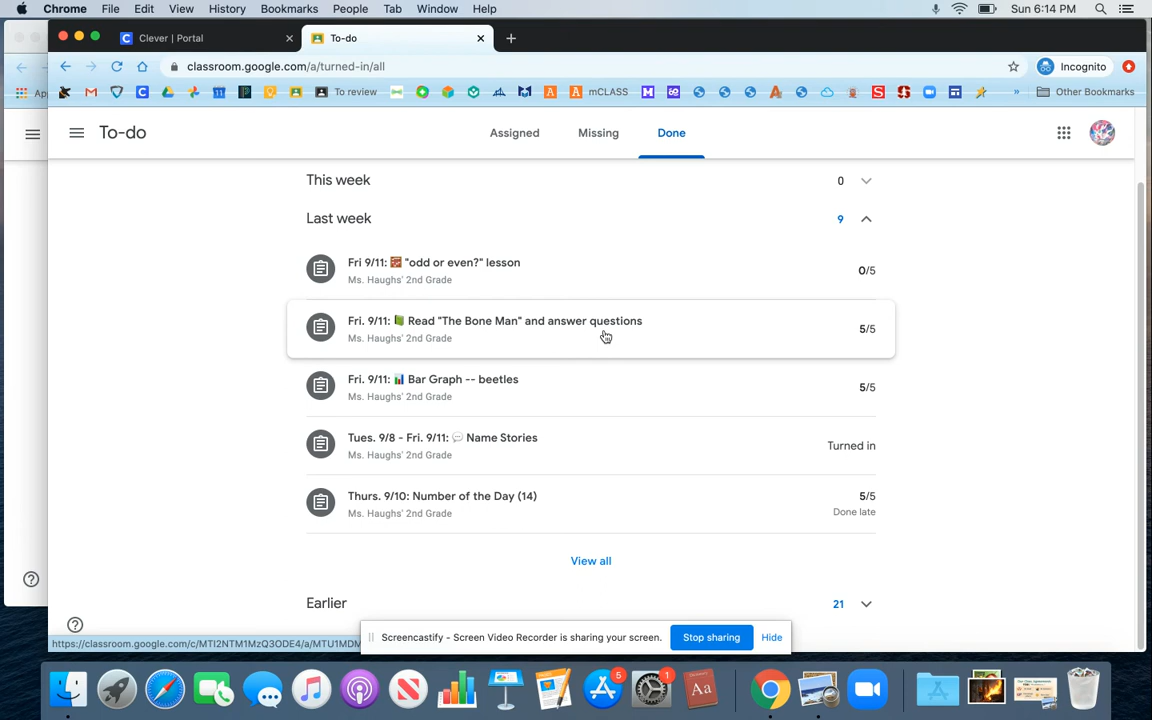 Chrome File Edit View History Bookmarks People Tab Window Help Sun 6:14 PM
Clever | Portal
To-do
classroom.google.com/a/turned-in/all
Incognito
To review
mCLASS
Other Bookmarks
To-do
Assigned
Missing
Done
This week
0
Last week
9
Fri 9/11: 🧱 "odd or even?" lesson
Ms. Haughs' 2nd Grade
0/5
Fri. 9/11: 📗 Read "The Bone Man" and answer questions
Ms. Haughs' 2nd Grade
5/5
Fri. 9/11: 📊 Bar Graph -- beetles
Ms. Haughs' 2nd Grade
5/5
Tues. 9/8 - Fri. 9/11: 💬 Name Stories
Ms. Haughs' 2nd Grade
Turned in
Thurs. 9/10: Number of the Day (14)
Ms. Haughs' 2nd Grade
5/5
Done late
View all
Earlier
21
Screencastify - Screen Video Recorder is sharing your screen.
Stop sharing
Hide
5
1
Aa